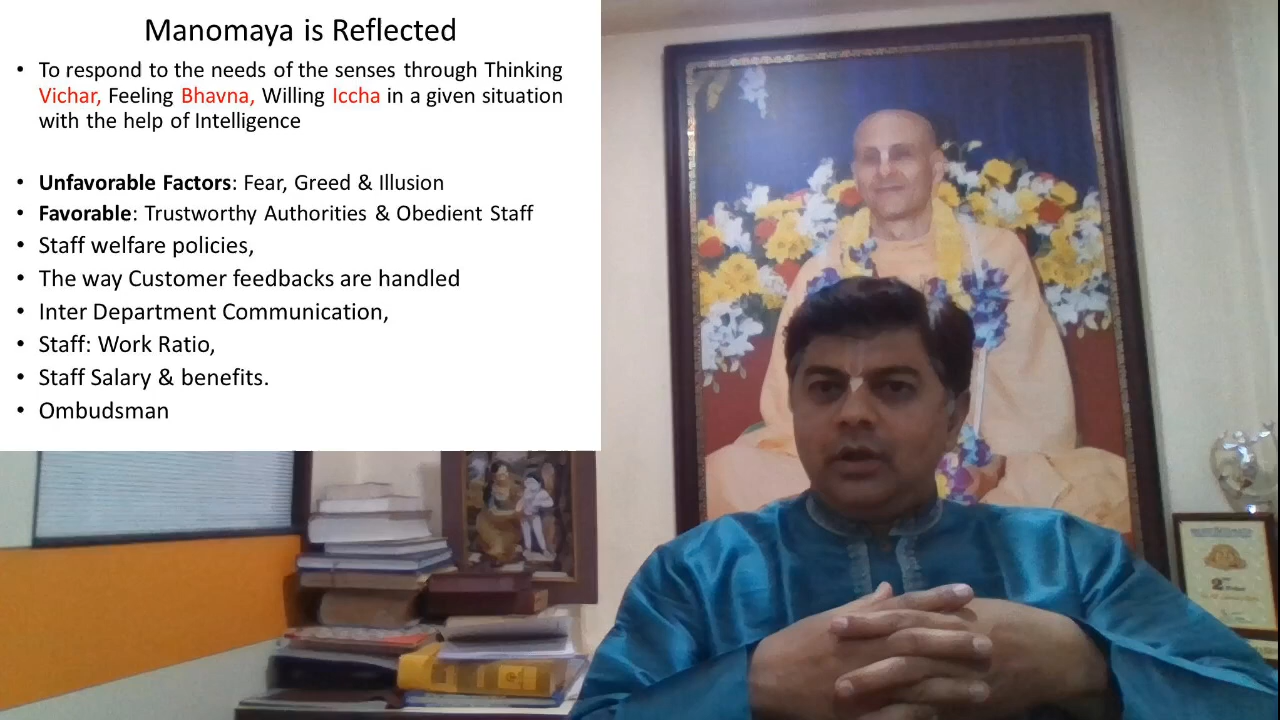 Manomaya is Reflected
• To respond to the needs of the senses through Thinking
Vichar, Feeling Bhavna, Willing Iccha in a given situation
with the help of Intelligence
• Unfavorable Factors: Fear, Greed & Illusion
• Favorable: Trustworthy Authorities & Obedient Staff
• Staff welfare policies,
• The way Customer feedbacks are handled
• Inter Department Communication,
• Staff: Work Ratio,
• Staff Salary & benefits.
• Ombudsman